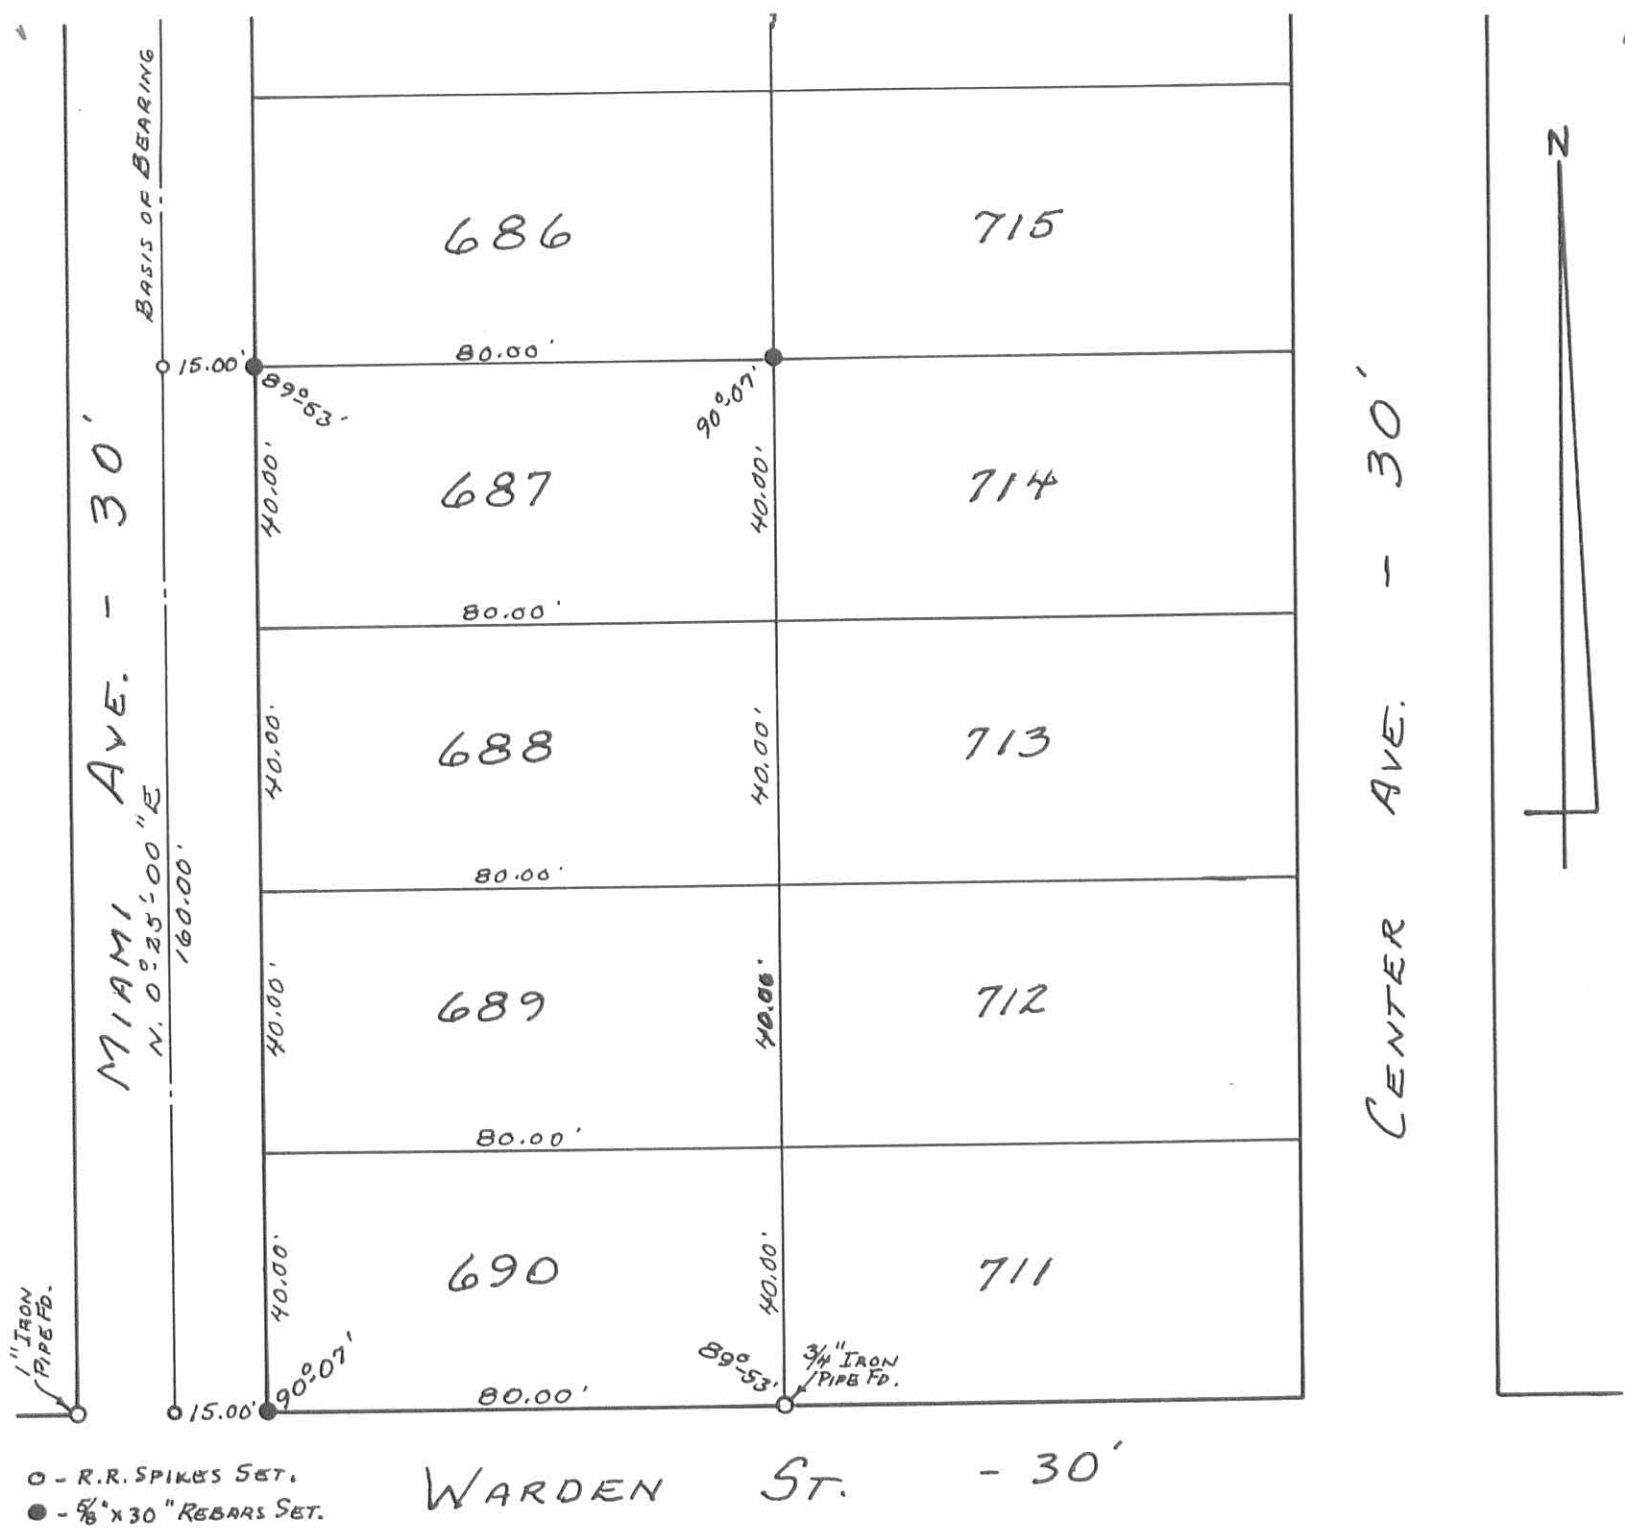 BASIS OF BEARING
N
686
715
15.00'
80.00'
89°-53'
90°-07'
MIAMI AVE. - 30'
40.00'
687
40.00'
714
CENTER AVE. - 30'
80.00'
40.00'
688
40.00'
713
N. 0°-25'-00"E
160.00'
80.00'
40.00'
689
40.00'
712
80.00'
40.00'
690
40.00'
711
1" IRON
PIPE FD.
90°-07'
89°-53'
3/4" IRON
PIPE FD.
15.00'
80.00'
O - R.R. SPIKES SET.
● - 5/8" X 30" REBARS SET.
WARDEN ST. - 30'